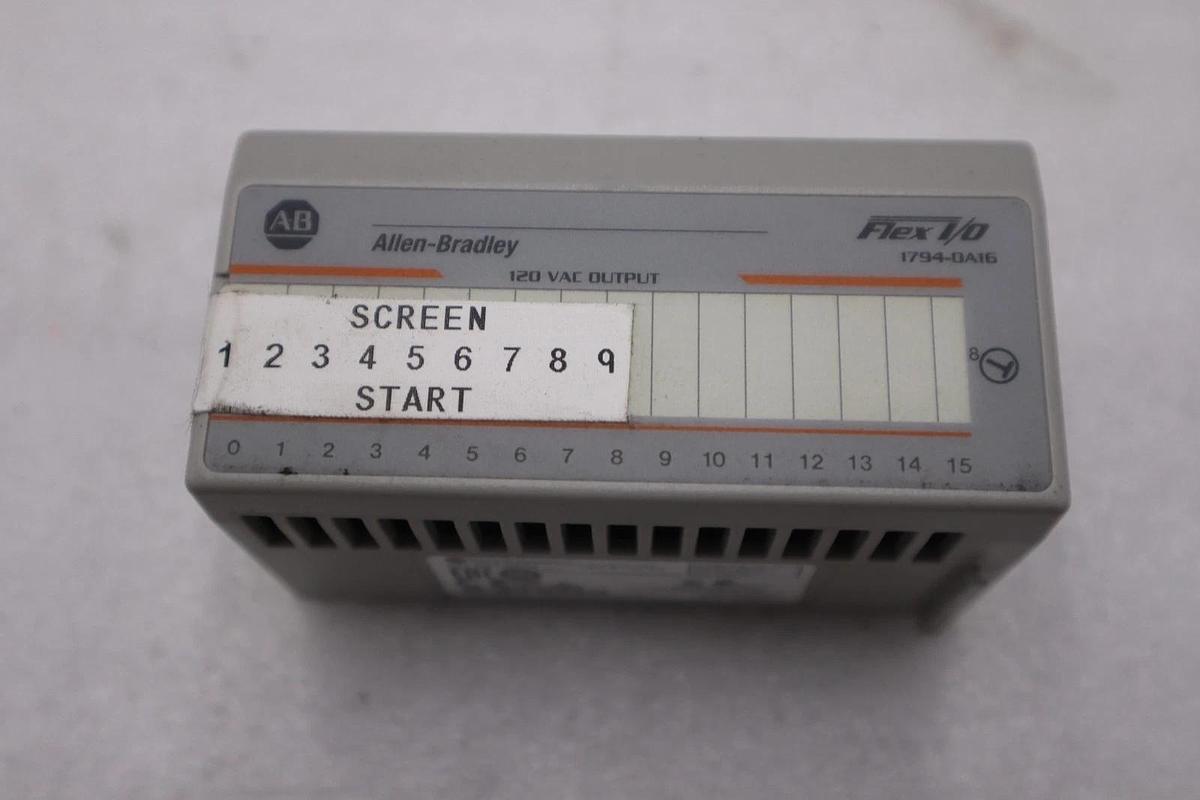 AB
Allen-Bradley
Flex I/O
1794-OA16
120 VAC OUTPUT
SCREEN
1 2 3 4 5 6 7 8 9
START
8
0 1 2 3 4 5 6 7 8 9 10 11 12 13 14 15